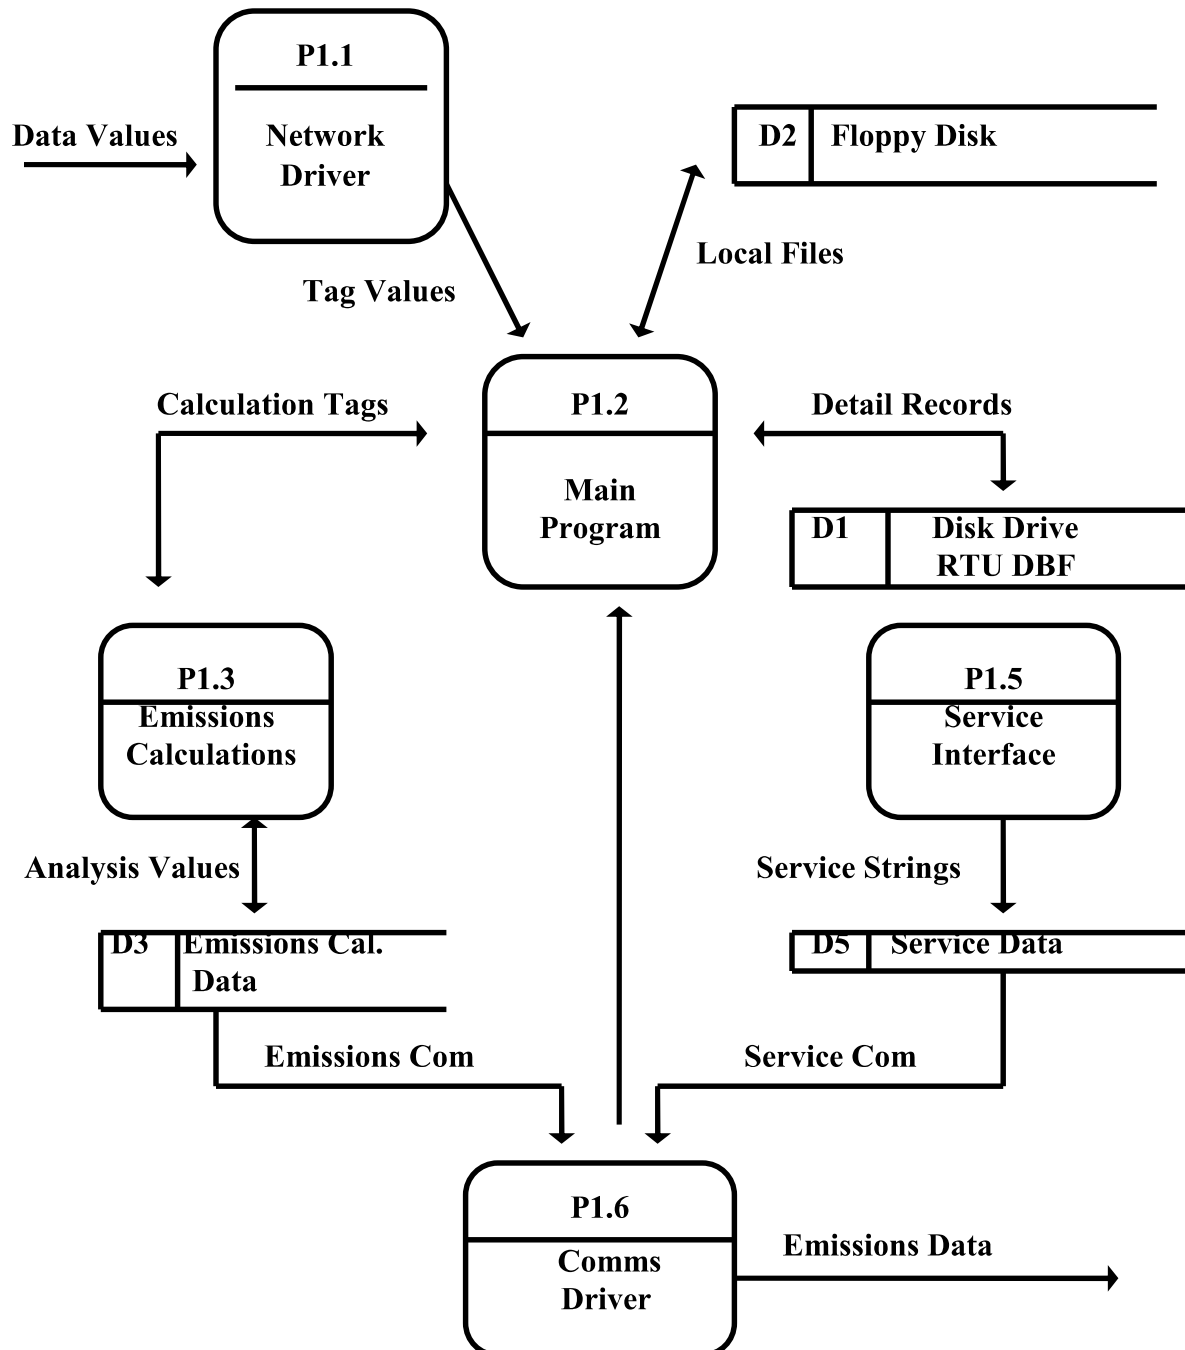 P1.1
Data Values
Network
Driver
D2 Floppy Disk
Local Files
Tag Values
Calculation Tags
P1.2
Detail Records
Main
Program
D1 Disk Drive
RTU DBF
P1.3
Emissions
Calculations
P1.5
Service
Interface
Analysis Values
Service Strings
D3 Emissions Cal.
Data
D5 Service Data
Emissions Com
Service Com
P1.6
Comms
Driver
Emissions Data